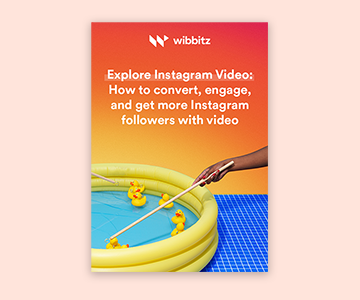 wibbitz
Explore Instagram Video:
How to convert, engage,
and get more Instagram
followers with video